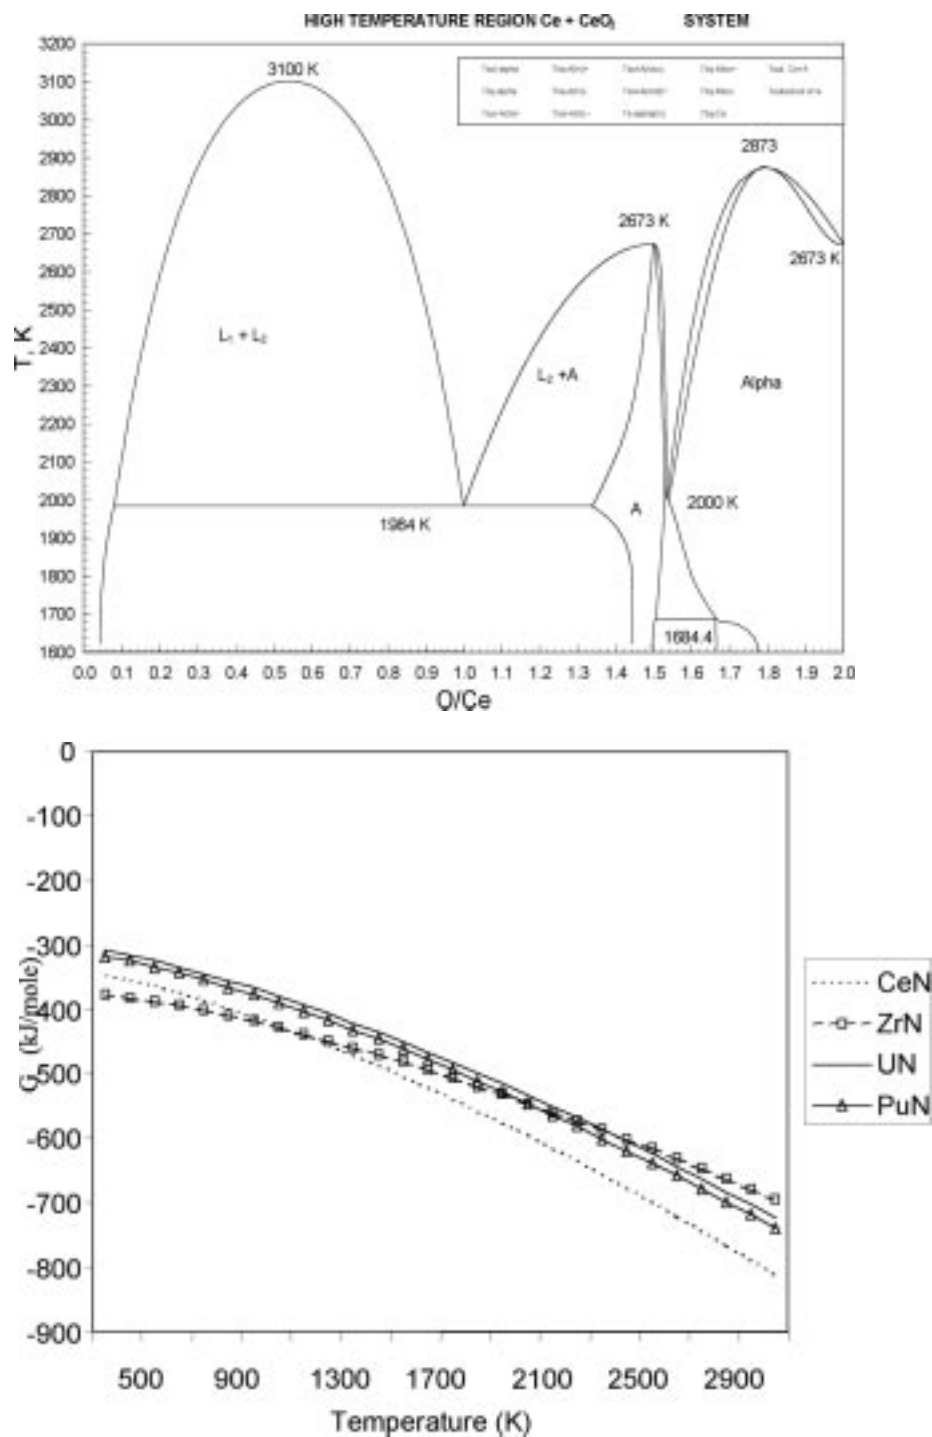 HIGH TEMPERATURE REGION Ce + CeO₂ SYSTEM
3200
3100
3000
2900
2800
2700
2600
2500
2400
2300
2200
2100
2000
1900
1800
1700
1600
T, K
3100 K
2873
2673 K
2673 K
L₁ + L₂
L₂ +A
Alpha
A
2000 K
1984 K
1684.4
0.0 0.1 0.2 0.3 0.4 0.5 0.6 0.7 0.8 0.9 1.0 1.1 1.2 1.3 1.4 1.5 1.6 1.7 1.8 1.9 2.0
O/Ce
0
-100
-200
-300
-400
-500
-600
-700
-800
-900
G (kJ/mole)
CeN
ZrN
UN
PuN
500 900 1300 1700 2100 2500 2900
Temperature (K)